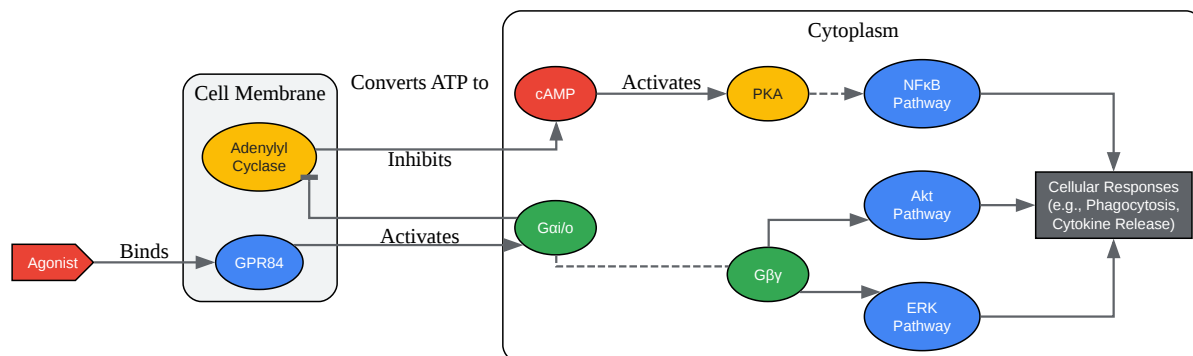 Cytoplasm
Converts ATP to
cAMP
Activates
PKA
NFκB
Pathway
Cell Membrane
Adenylyl
Cyclase
Inhibits
Akt
Pathway
Cellular Responses
(e.g., Phagocytosis,
Cytokine Release)
Gαi/o
Activates
Agonist
Binds
GPR84
Gβγ
ERK
Pathway